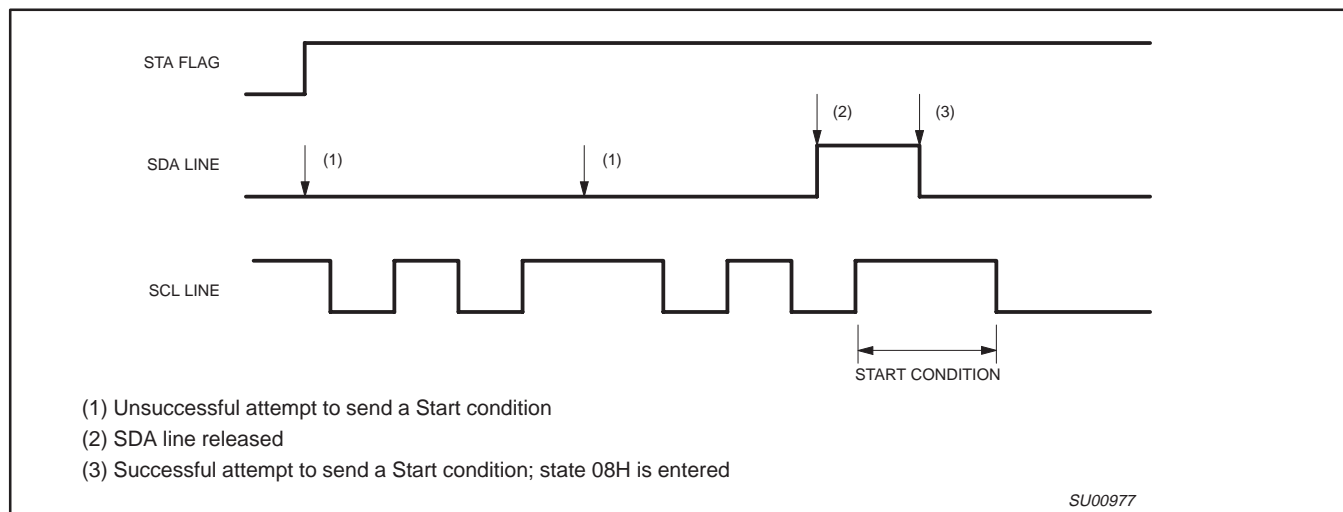 STA FLAG
(2) (3)
SDA LINE (1) (1)
SCL LINE
START CONDITION
(1) Unsuccessful attempt to send a Start condition
(2) SDA line released
(3) Successful attempt to send a Start condition; state 08H is entered
SU00977